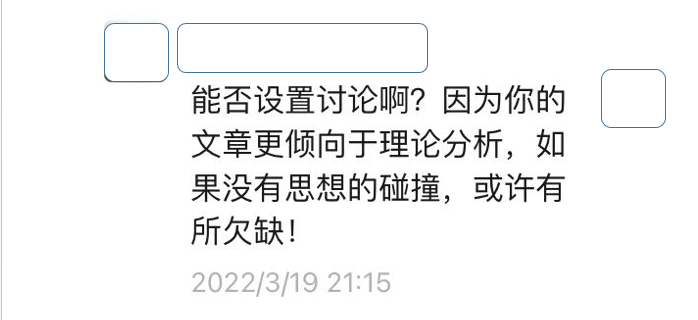 能否设置讨论啊？因为你的
文章更倾向于理论分析，如
果没有思想的碰撞，或许有
所欠缺！
2022/3/19 21:15